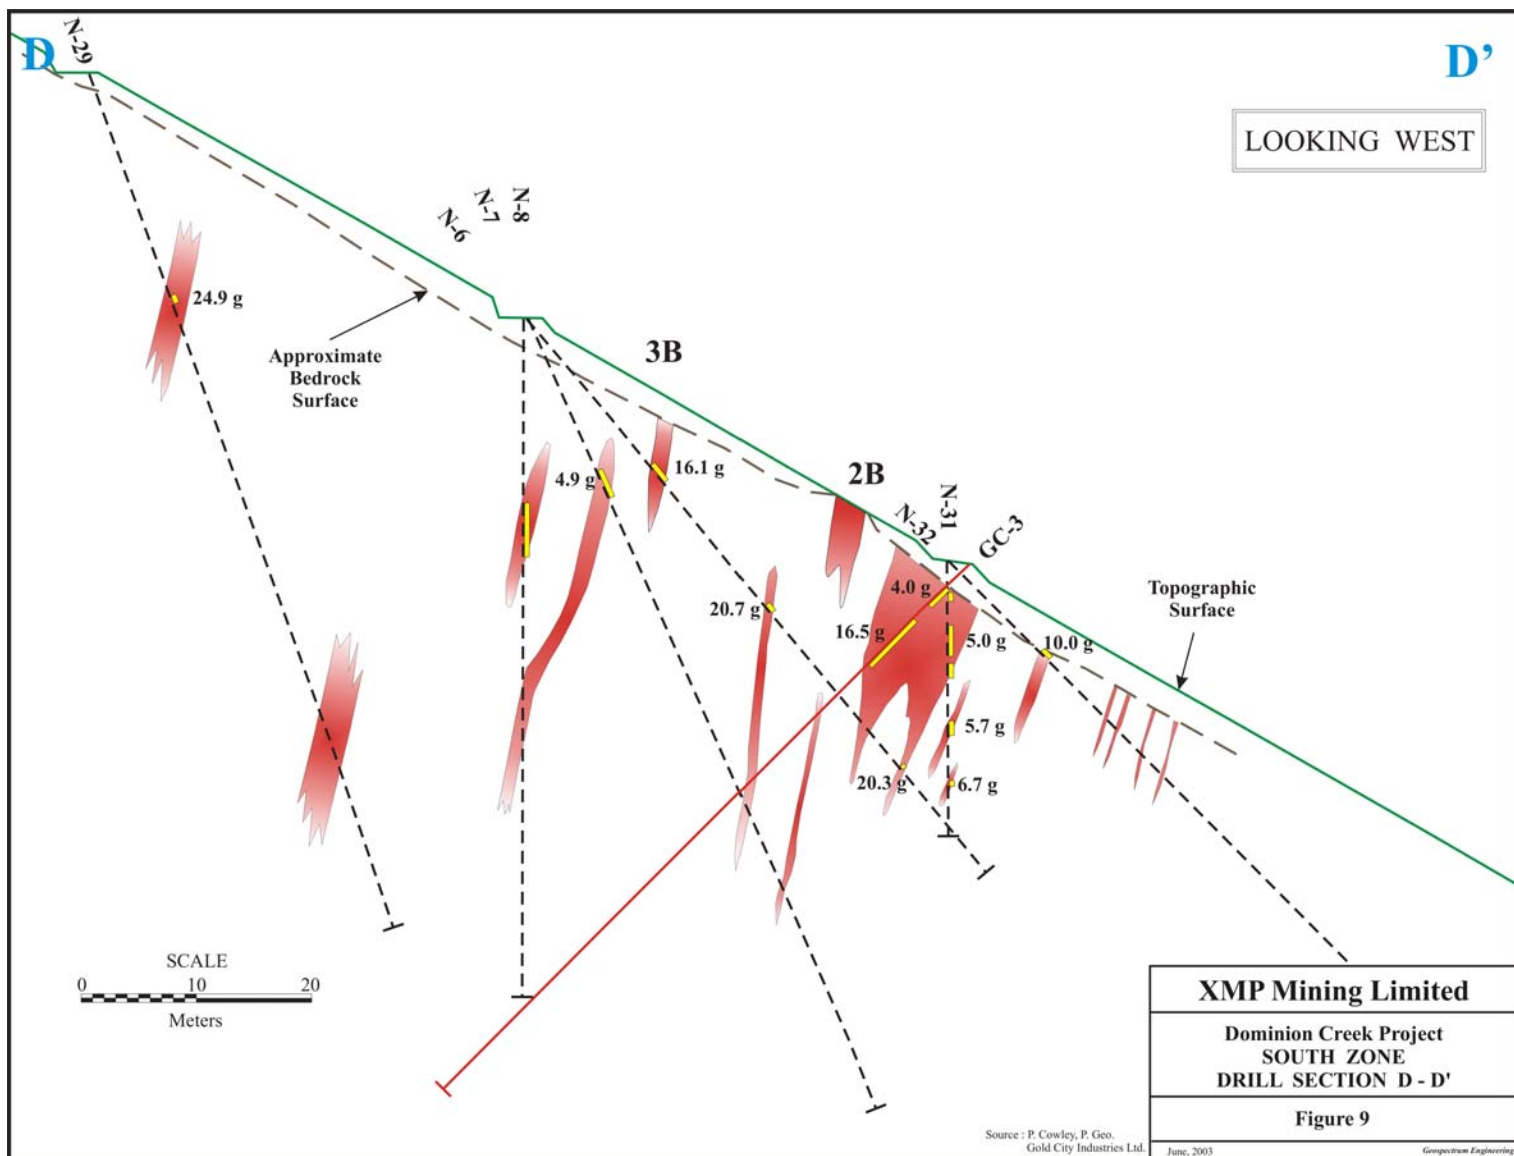 D
D’
N-29
LOOKING WEST
N-6
N-7
N-8
24.9 g
Approximate
Bedrock
Surface
3B
4.9 g
16.1 g
2B
N-32
N-31
GC-3
4.0 g
20.7 g
16.5 g
5.0 g
10.0 g
Topographic
Surface
5.7 g
20.3 g
6.7 g
SCALE
0 10 20
Meters
XMP Mining Limited
Dominion Creek Project
SOUTH ZONE
DRILL SECTION D - D'
Figure 9
Source : P. Cowley, P. Geo.
Gold City Industries Ltd.
June, 2003
Geospectrum Engineering